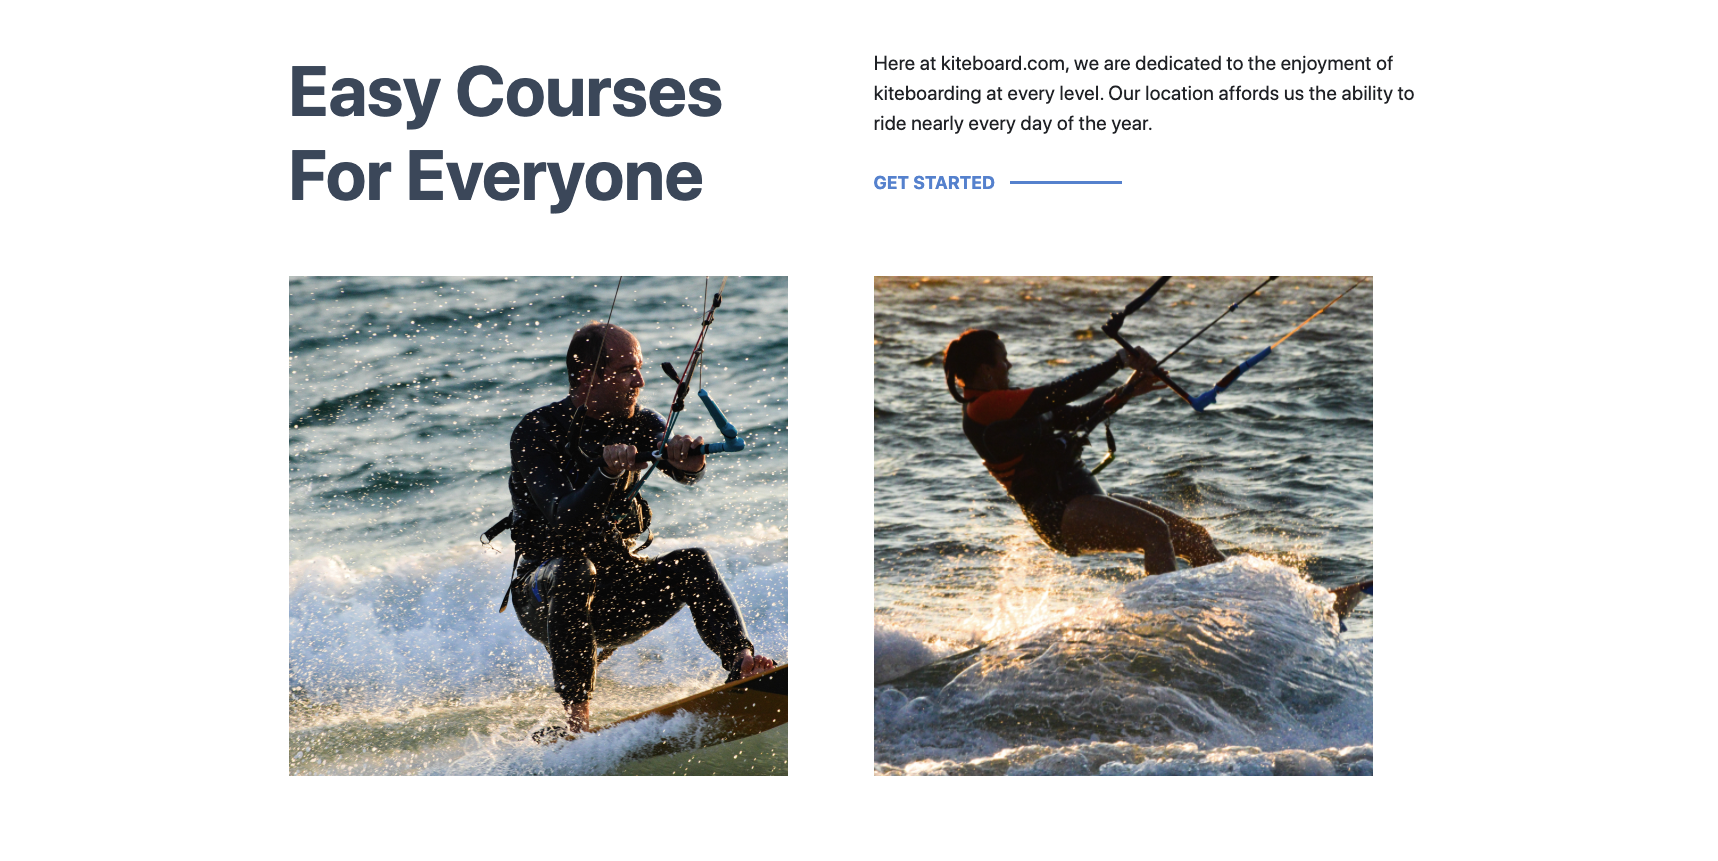 Easy Courses
For Everyone
Here at kiteboard.com, we are dedicated to the enjoyment of
kiteboarding at every level. Our location affords us the ability to
ride nearly every day of the year.
GET STARTED